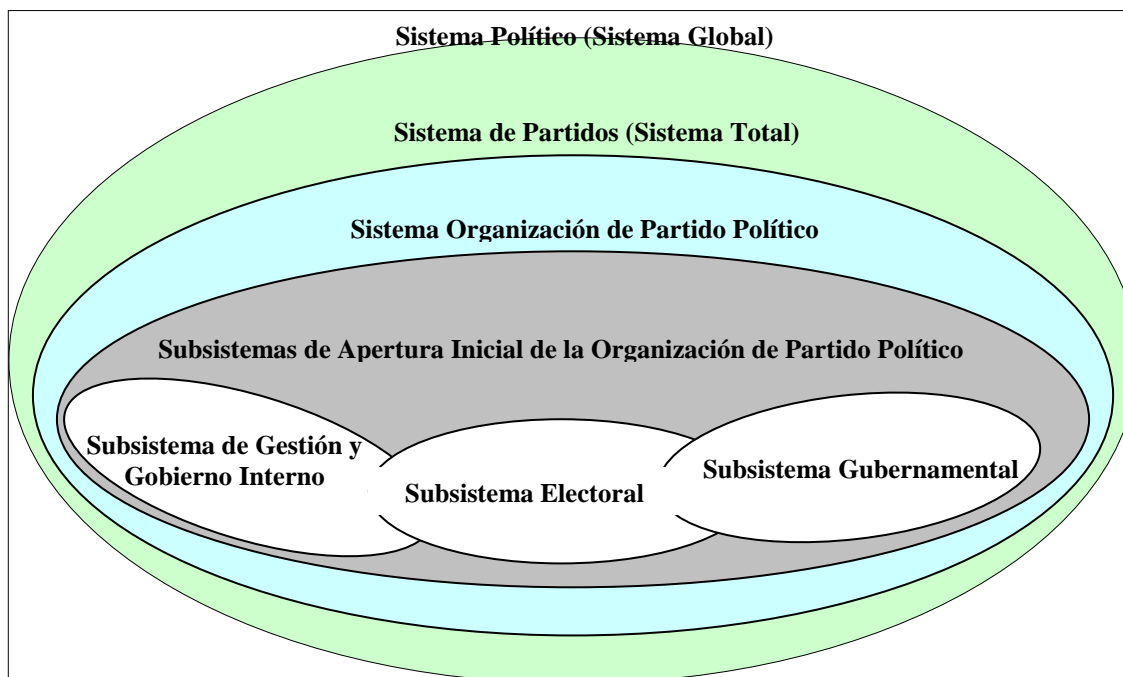 Sistema Político (Sistema Global)
Sistema de Partidos (Sistema Total)
Sistema Organización de Partido Político
Subsistemas de Apertura Inicial de la Organización de Partido Político
Subsistema de Gestión y
Gobierno Interno
Subsistema Electoral
Subsistema Gubernamental